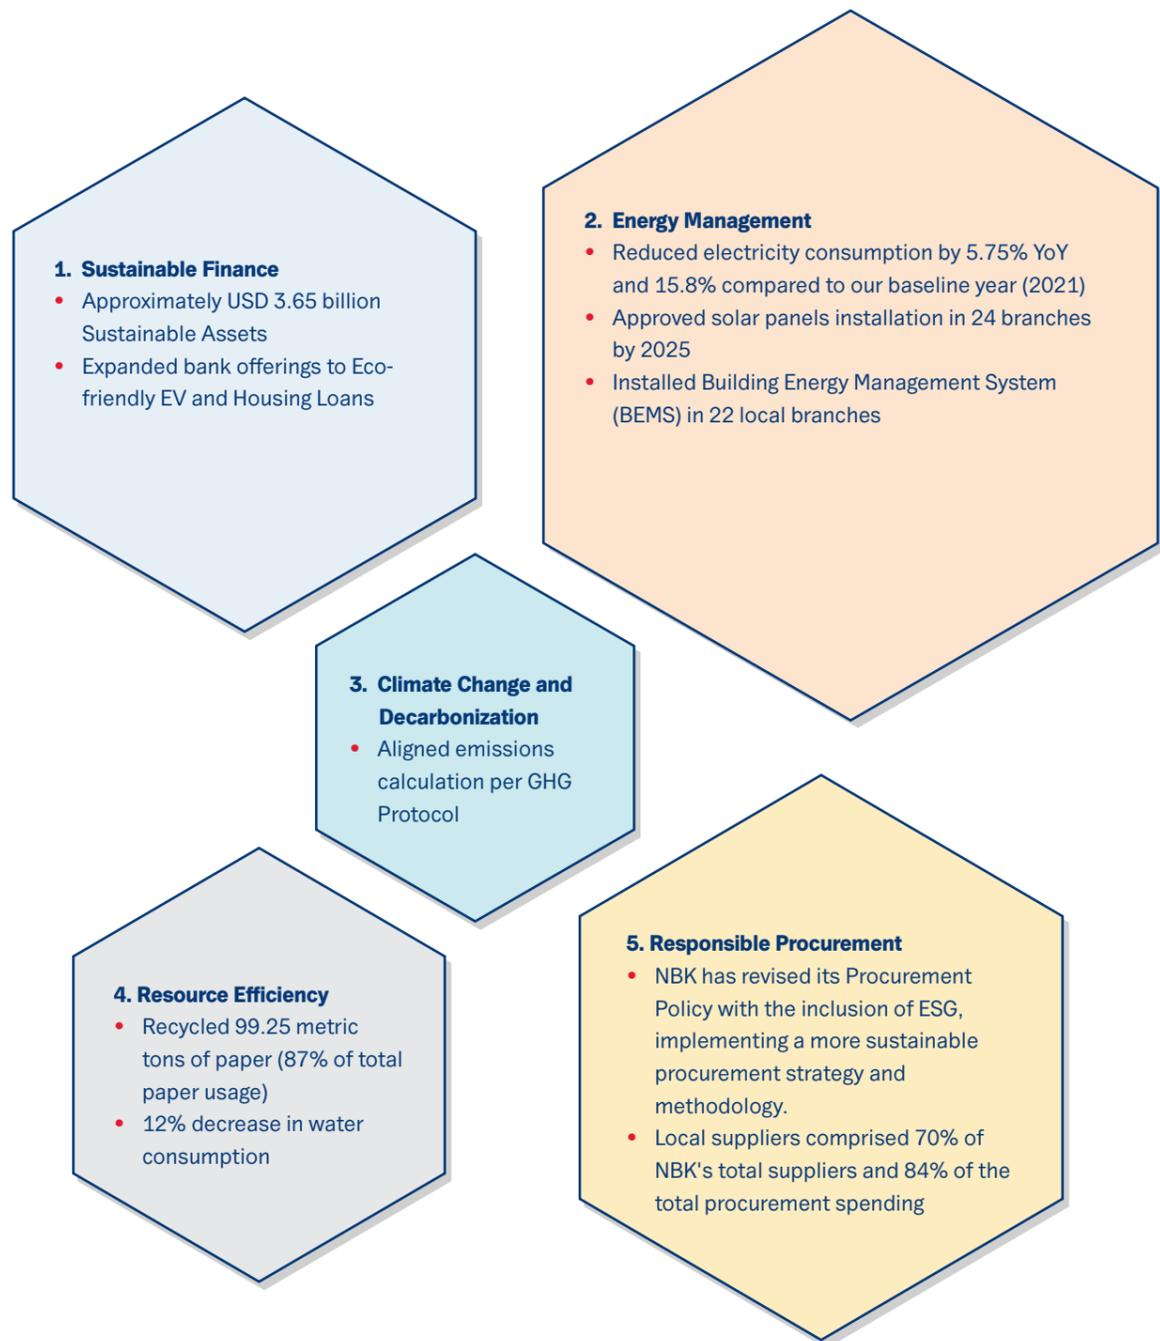 1. Sustainable Finance
• Approximately USD 3.65 billion
Sustainable Assets
• Expanded bank offerings to Eco-
friendly EV and Housing Loans
2. Energy Management
• Reduced electricity consumption by 5.75% YoY
and 15.8% compared to our baseline year (2021)
• Approved solar panels installation in 24 branches
by 2025
• Installed Building Energy Management System
(BEMS) in 22 local branches
3. Climate Change and
Decarbonization
• Aligned emissions
calculation per GHG
Protocol
4. Resource Efficiency
• Recycled 99.25 metric
tons of paper (87% of total
paper usage)
• 12% decrease in water
consumption
5. Responsible Procurement
• NBK has revised its Procurement
Policy with the inclusion of ESG,
implementing a more sustainable
procurement strategy and
methodology.
• Local suppliers comprised 70% of
NBK's total suppliers and 84% of the
total procurement spending